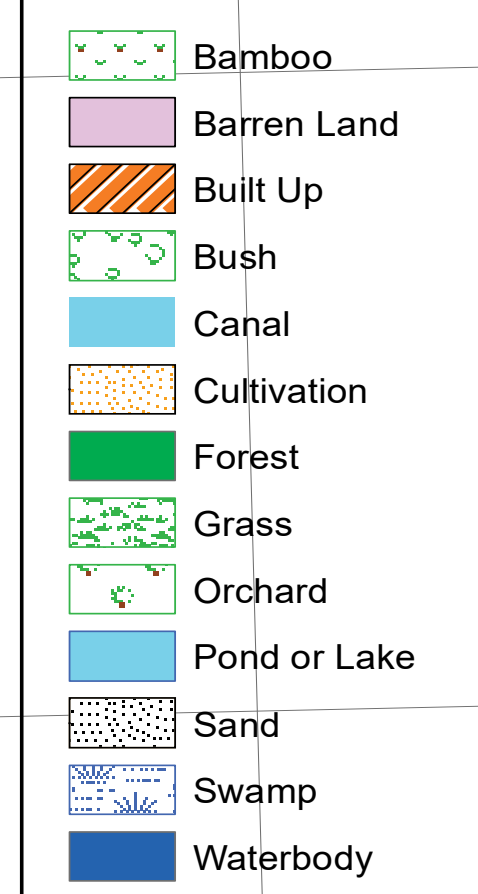 Bamboo
Barren Land
Built Up
Bush
Canal
Cultivation
Forest
Grass
Orchard
Pond or Lake
Sand
Swamp
Waterbody